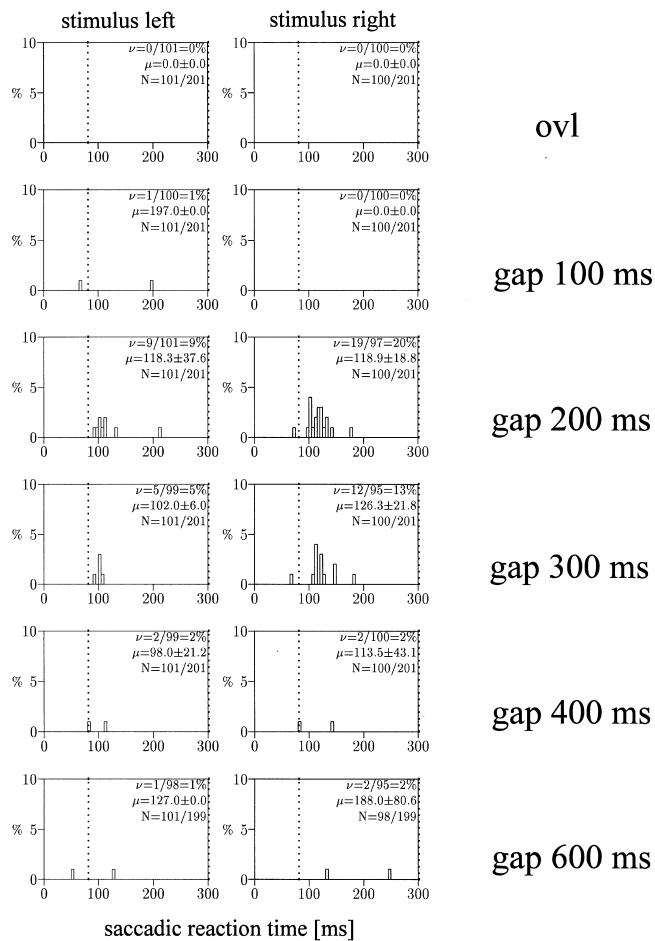 stimulus left stimulus right
10 ν=0/101=0% ν=0/100=0%
μ=0.0±0.0 μ=0.0±0.0
N=101/201 N=100/201
% 5 5
ovl
0 0
0 100 200 300 0 100 200 300
10 ν=1/100=1% 10 ν=0/100=0%
μ=197.0±0.0 μ=0.0±0.0
N=101/201 N=100/201
% 5 5
gap 100 ms
0 0
0 100 200 300 0 100 200 300
10 ν=9/101=9% 10 ν=19/97=20%
μ=118.3±37.6 μ=118.9±18.8
N=101/201 N=100/201
% 5 5
gap 200 ms
0 0
0 100 200 300 0 100 200 300
10 ν=5/99=5% 10 ν=12/95=13%
μ=102.0±6.0 μ=126.3±21.8
N=101/201 N=100/201
% 5 5
gap 300 ms
0 0
0 100 200 300 0 100 200 300
10 ν=2/99=2% 10 ν=2/100=2%
μ=98.0±21.2 μ=113.5±43.1
N=101/201 N=100/201
% 5 5
gap 400 ms
0 0
0 100 200 300 0 100 200 300
10 ν=1/98=1% 10 ν=2/95=2%
μ=127.0±0.0 μ=188.0±80.6
N=101/199 N=98/199
% 5 5
gap 600 ms
0 0
0 100 200 300 0 100 200 300
saccadic reaction time [ms]